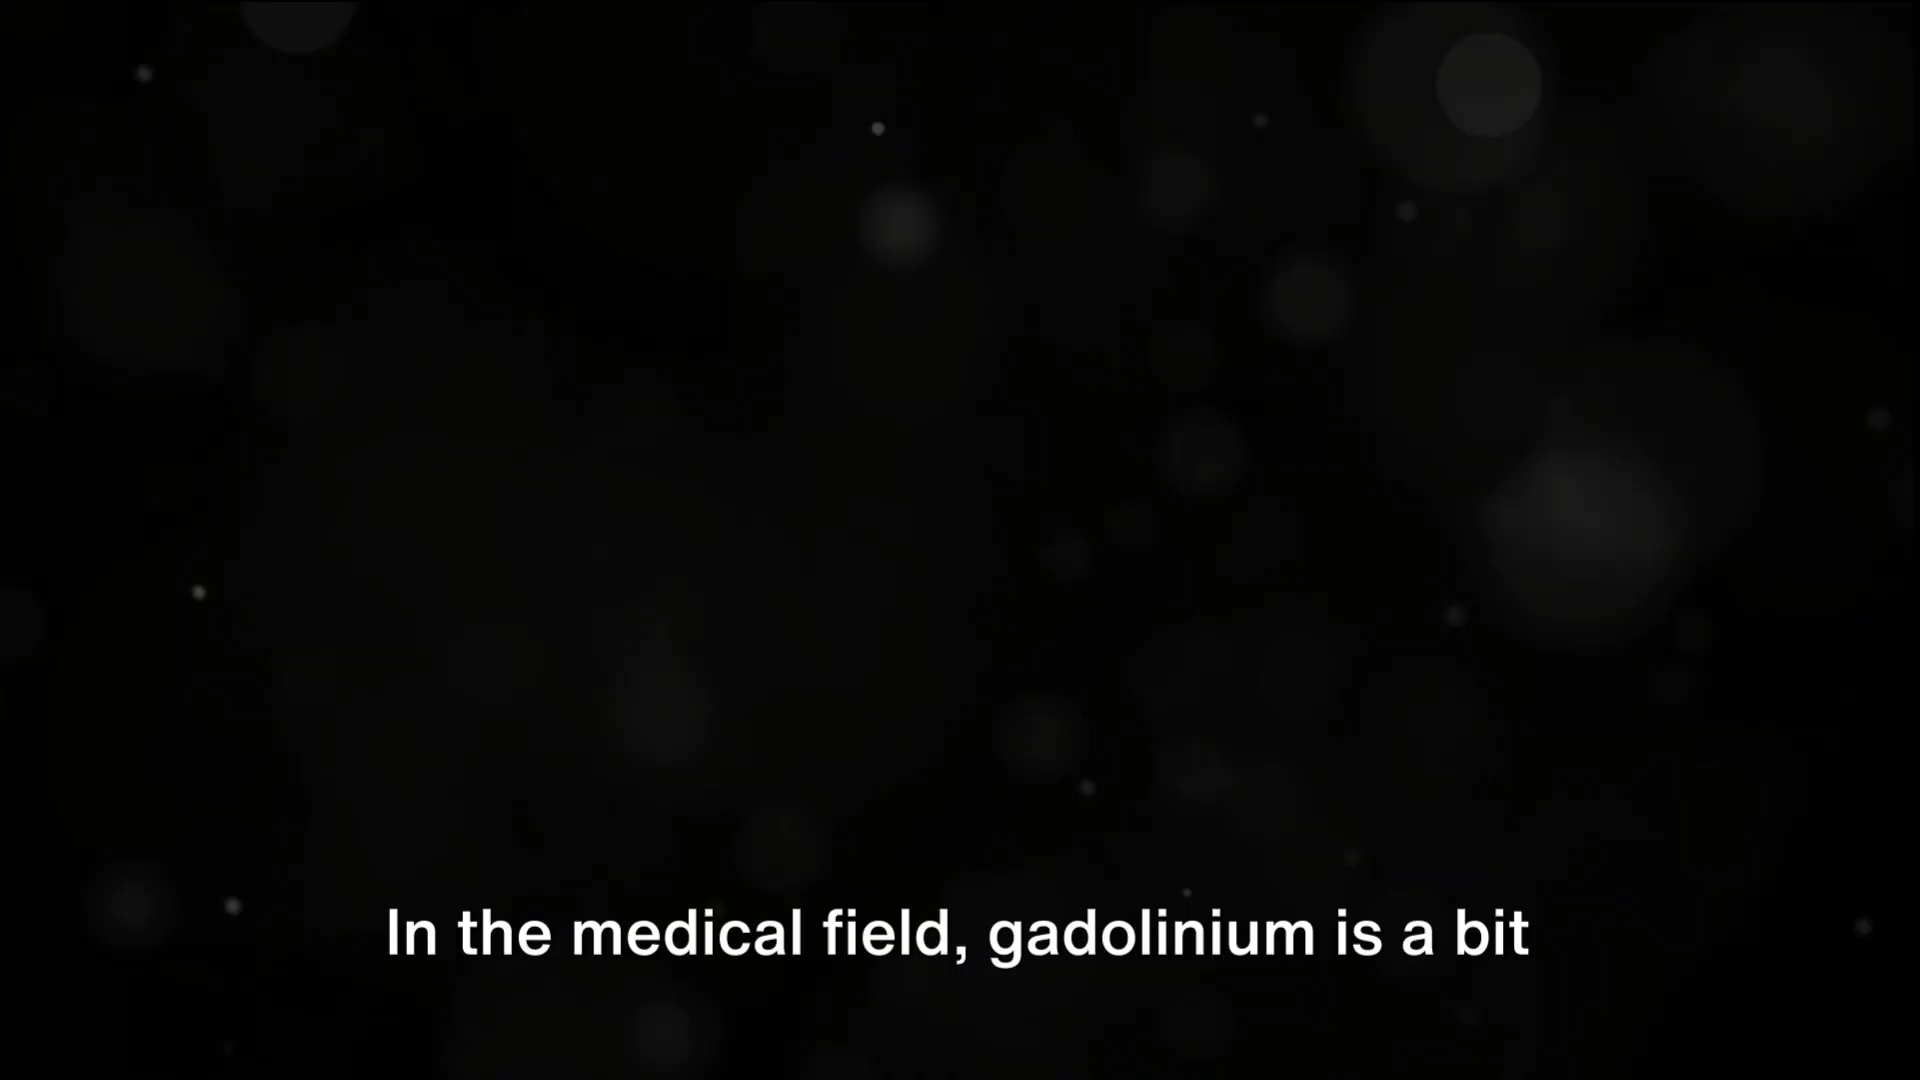 In the medical field, gadolinium is a bit